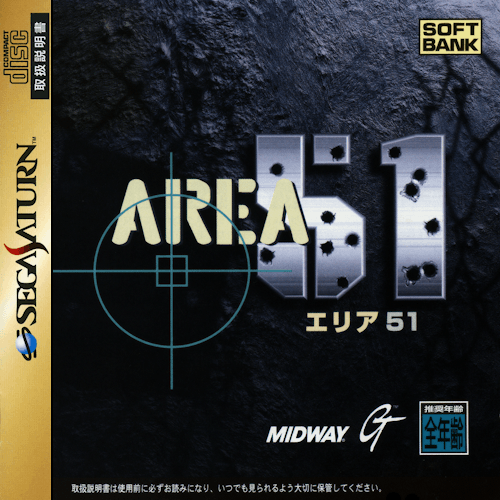 COMPACT
disc
取扱説明書
SEGA SATURN™
SOFT
BANK
AREA
51
エリア51
MIDWAY GT
推奨年齢
全年齢
取扱説明書は使用前に必ずお読みになり、いつでも見られるよう大切に保管してください。